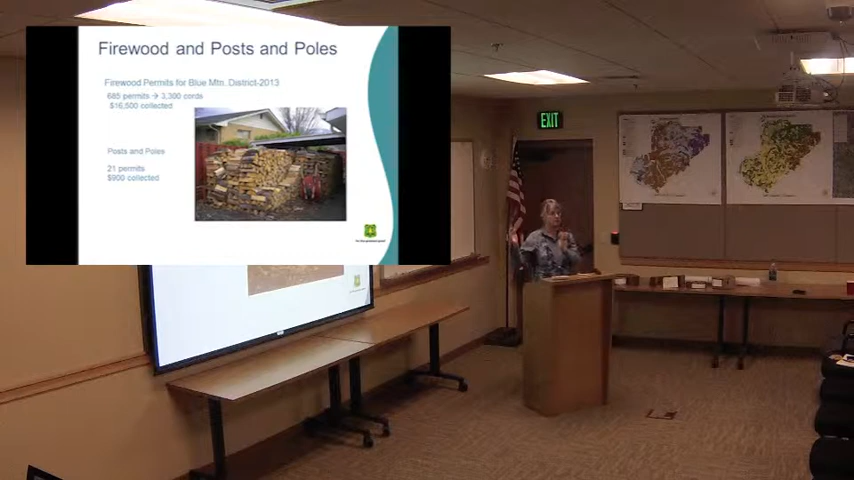 Firewood and Posts and Poles
Firewood Permits for Blue Mtn. District-2013
685 permits → 3,300 cords
$16,500 collected
Posts and Poles
21 permits
$900 collected
EXIT